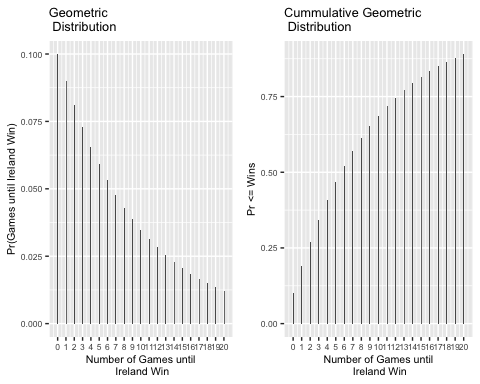 Geometric
Distribution
Pr(Games until Ireland Win)
0.100
0.075
0.050
0.025
0.000
0 1 2 3 4 5 6 7 8 9 10 11 12 13 14 15 16 17 18 19 20
Number of Games until
Ireland Win
Cummulative Geometric
Distribution
Pr <= Wins
0.75
0.50
0.25
0.00
0 1 2 3 4 5 6 7 8 9 10 11 12 13 14 15 16 17 18 19 20
Number of Games until
Ireland Win